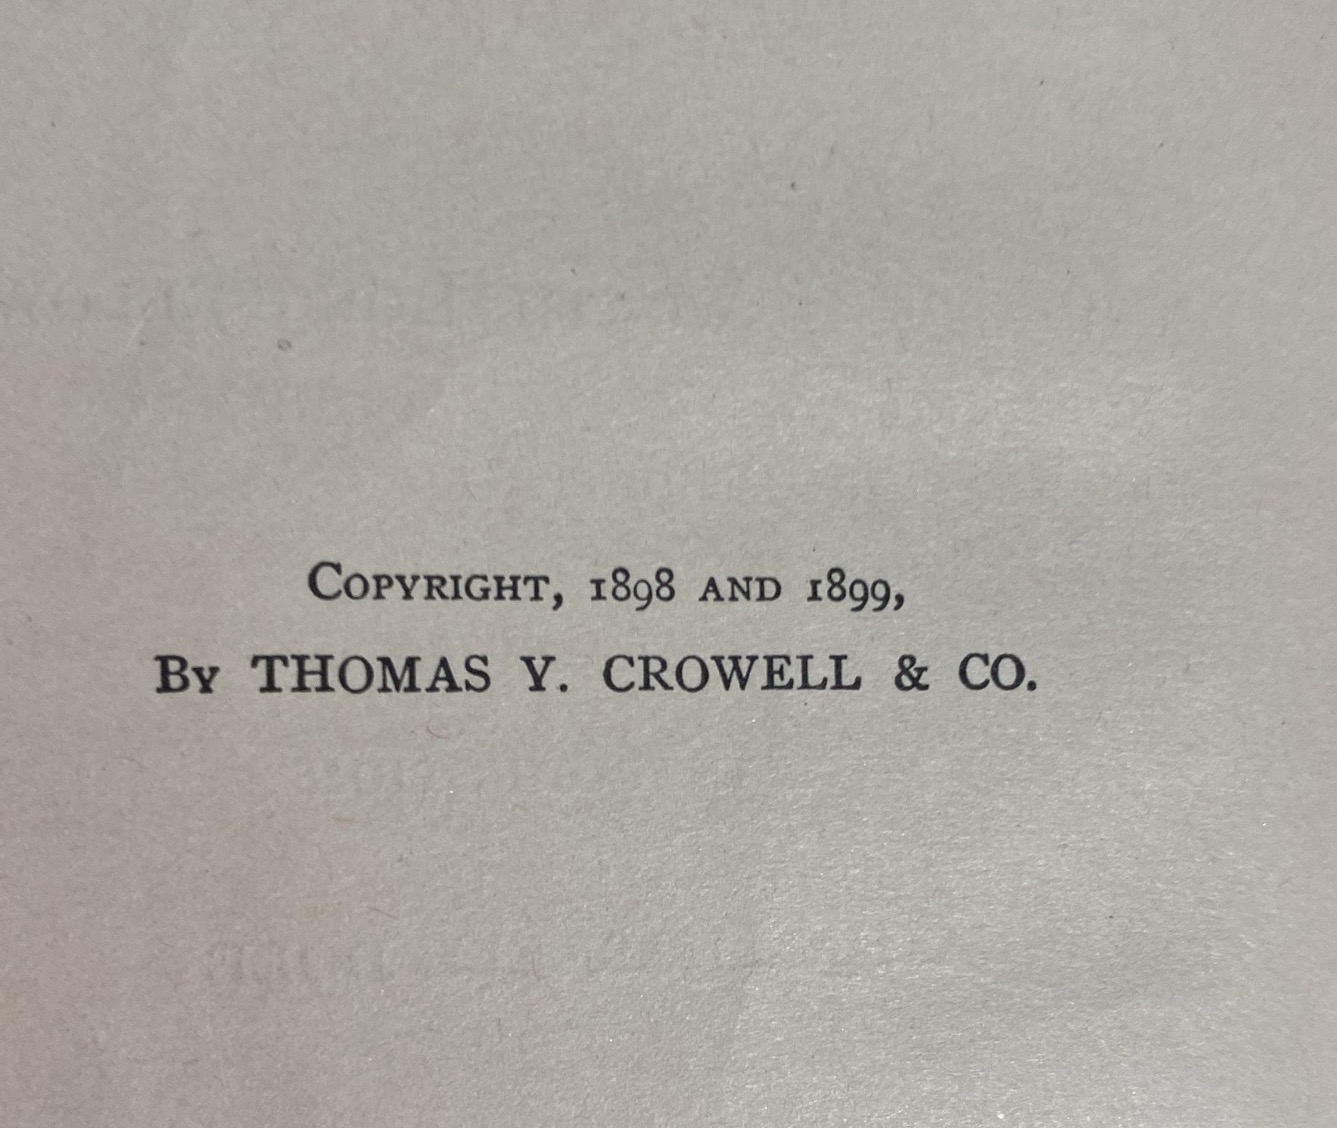 Copyright, 1898 and 1899,
By THOMAS Y. CROWELL & CO.